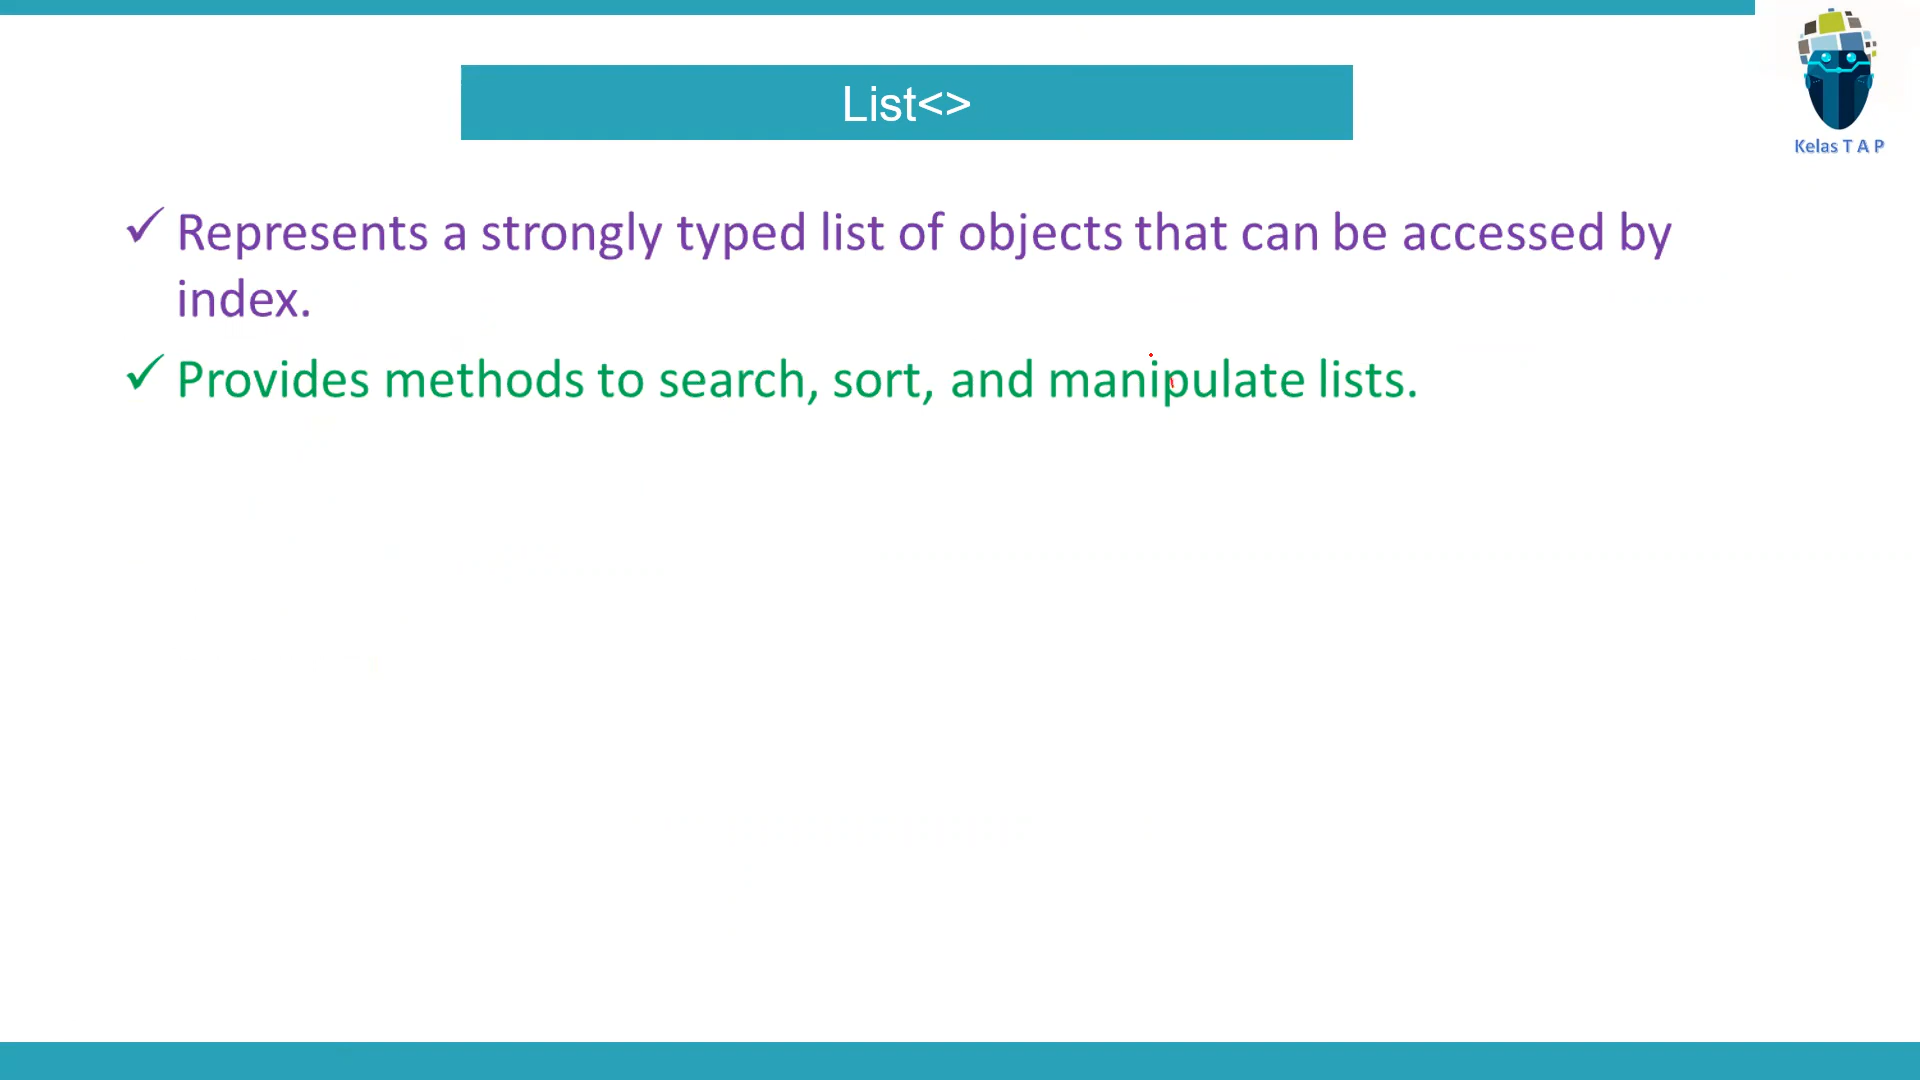 List<>
Kelas T A P
✓ Represents a strongly typed list of objects that can be accessed by
index.
✓ Provides methods to search, sort, and manipulate lists.